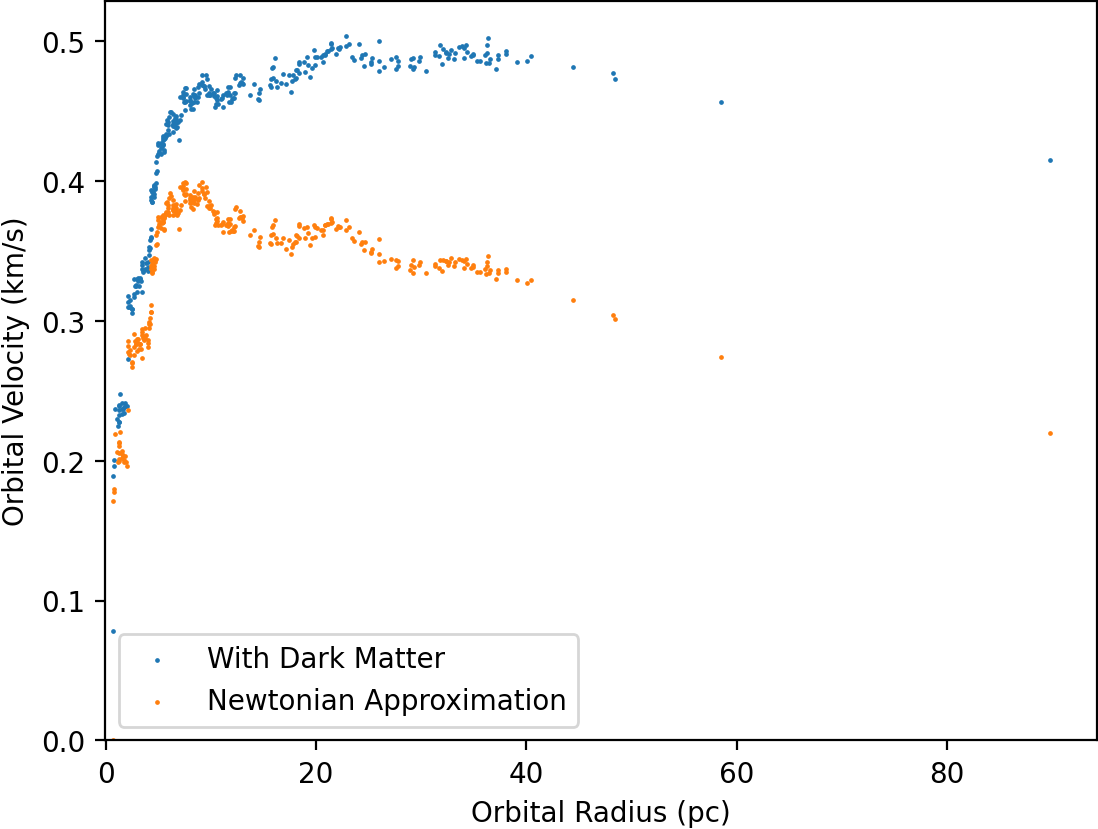 0.5
0.4
0.3
0.2
0.1
0.0
Orbital Velocity (km/s)
With Dark Matter
Newtonian Approximation
0 20 40 60 80
Orbital Radius (pc)